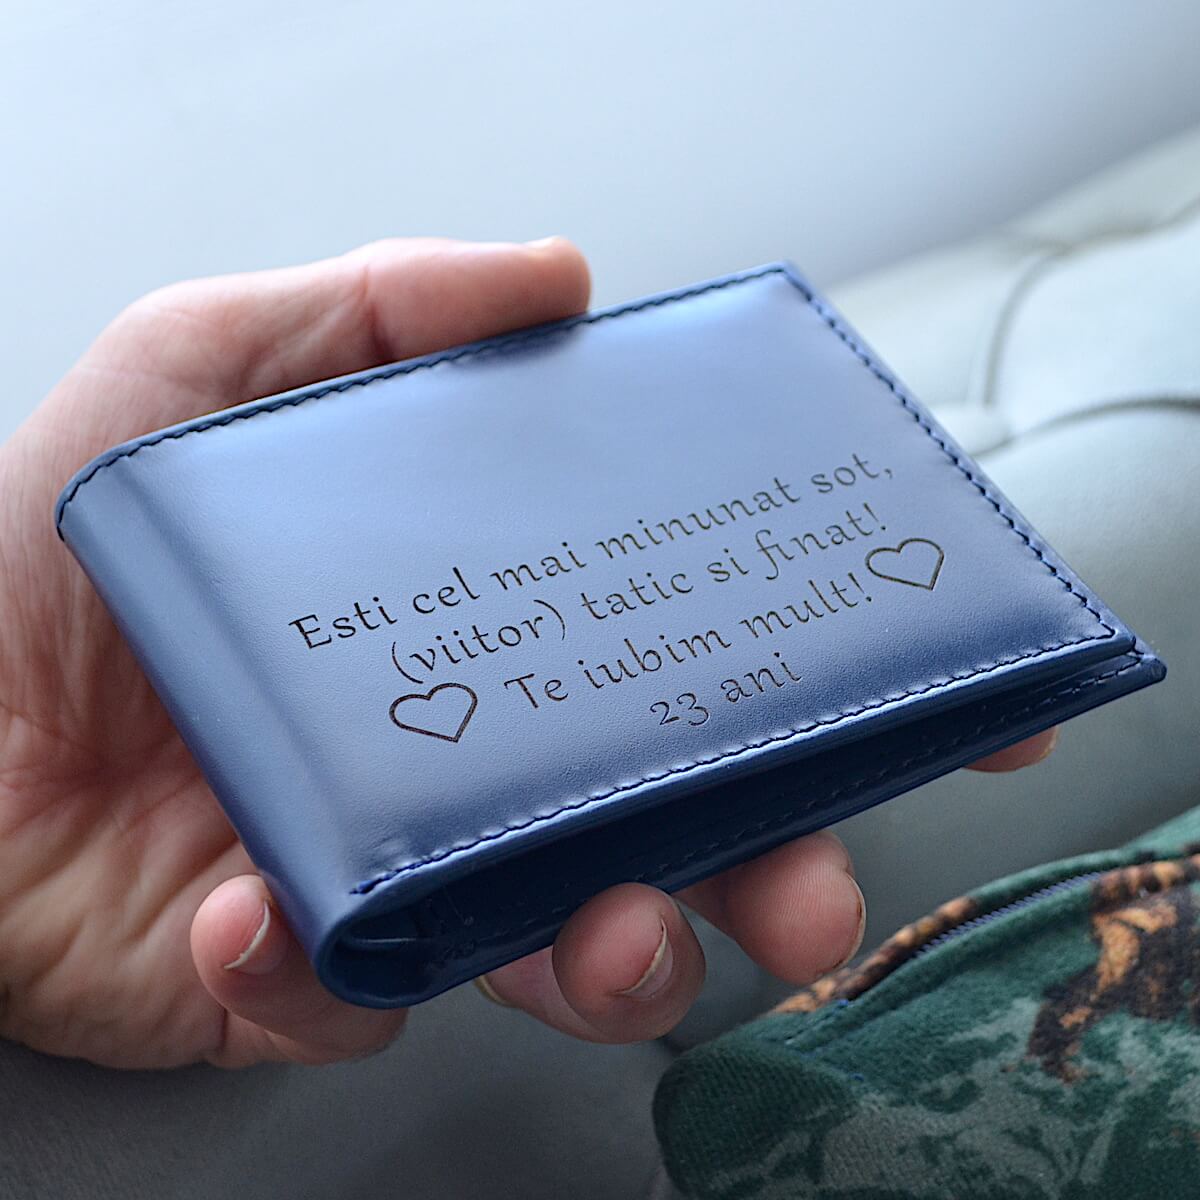 Esti cel mai minunat sot,
(viitor) tatic si finat!
Te iubim mult!
23 ani